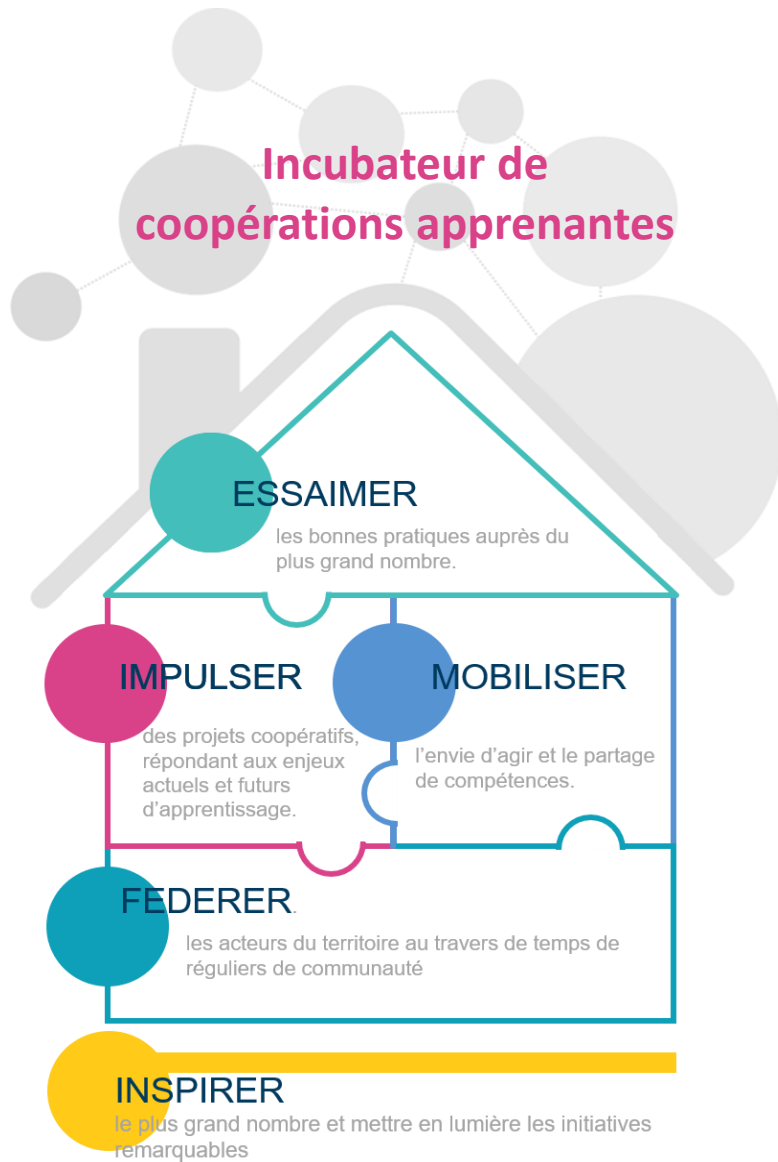 Incubateur de
coopérations apprenantes
ESSAIMER
les bonnes pratiques auprès du
plus grand nombre.
IMPULSER
des projets coopératifs,
répondant aux enjeux
actuels et futurs
d'apprentissage.
MOBILISER
l'envie d'agir et le partage
de compétences.
FEDERER.
les acteurs du territoire au travers de temps de
réguliers de communauté
INSPIRER
le plus grand nombre et mettre en lumière les initiatives
remarquables